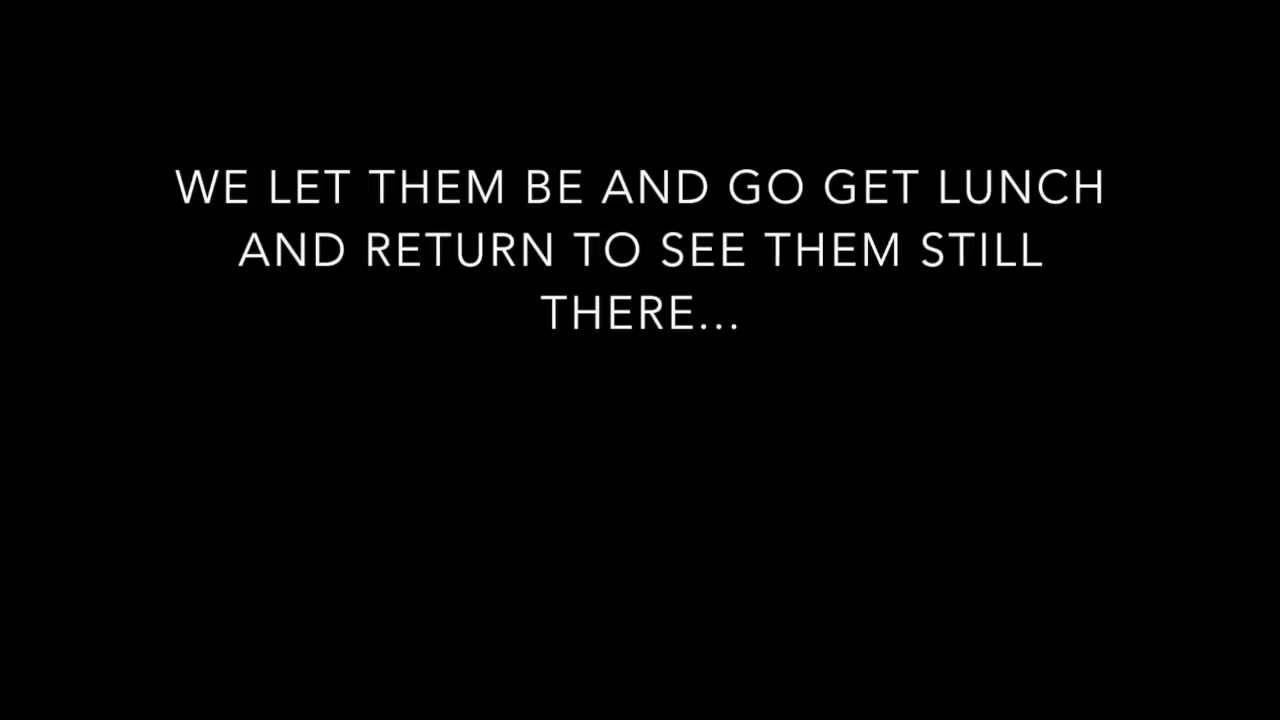 WE LET THEM BE AND GO GET LUNCH
AND RETURN TO SEE THEM STILL
THERE...